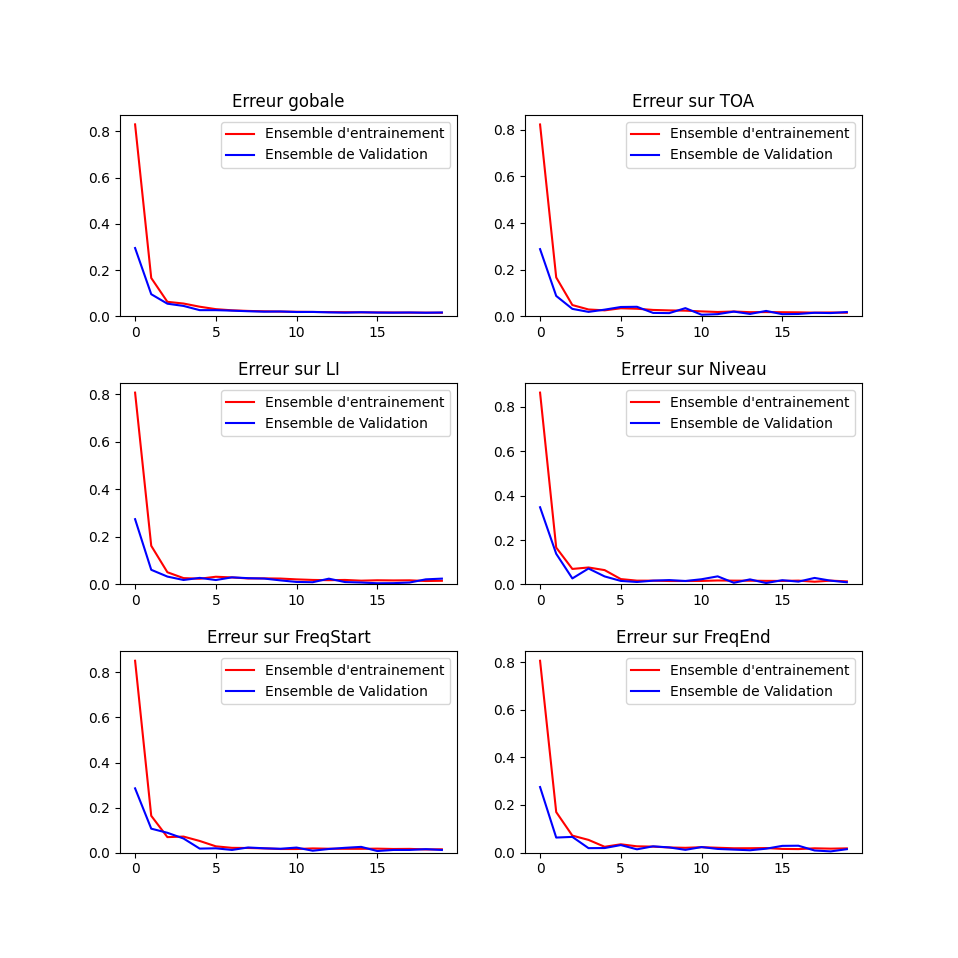 Erreur gobale
Ensemble d'entrainement
Ensemble de Validation
0.8
0.6
0.4
0.2
0.0
0 5 10 15
Erreur sur TOA
Ensemble d'entrainement
Ensemble de Validation
0.8
0.6
0.4
0.2
0.0
0 5 10 15
Erreur sur LI
Ensemble d'entrainement
Ensemble de Validation
0.8
0.6
0.4
0.2
0.0
0 5 10 15
Erreur sur Niveau
Ensemble d'entrainement
Ensemble de Validation
0.8
0.6
0.4
0.2
0.0
0 5 10 15
Erreur sur FreqStart
Ensemble d'entrainement
Ensemble de Validation
0.8
0.6
0.4
0.2
0.0
0 5 10 15
Erreur sur FreqEnd
Ensemble d'entrainement
Ensemble de Validation
0.8
0.6
0.4
0.2
0.0
0 5 10 15